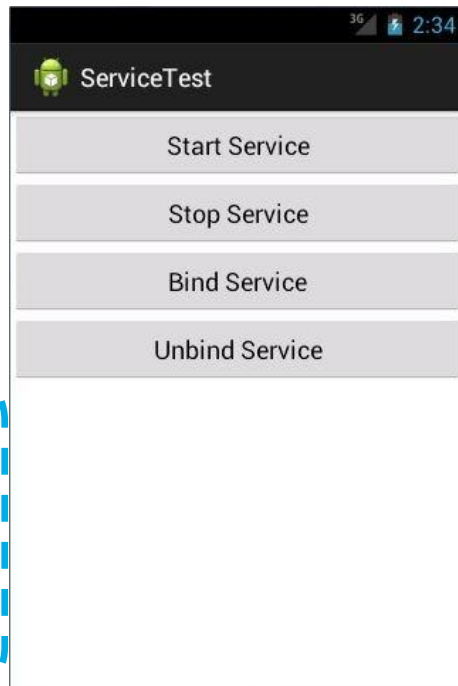 3G 2:34
ServiceTest
Start Service
Stop Service
Bind Service
Unbind Service